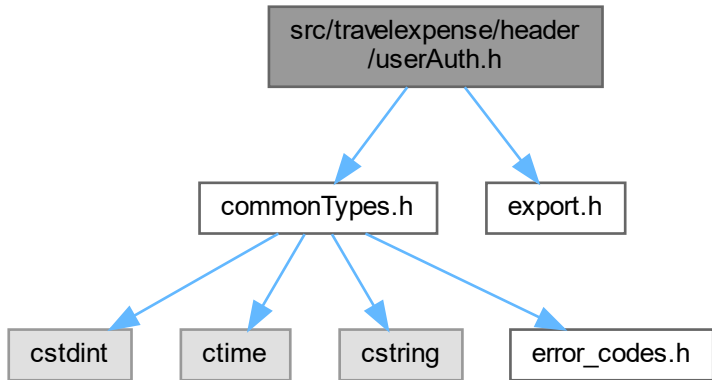 src/travelexpense/header
/userAuth.h
commonTypes.h
export.h
cstdint
ctime
cstring
error_codes.h